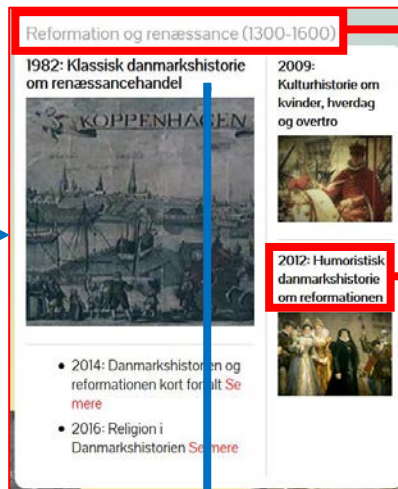 Reformation og renæssance (1300-1600)
1982: Klassisk danmarkshistorie
om renæssancehandel
KOPPENHAGEN
2014: Danmarkshistorien og
reformationen kort fortalt Se
mere
2016: Religion i
Danmarkshistorien Se mere
2009:
Kulturhistorie om
kvinder, hverdag
og overtro
2012: Humoristisk
danmarkshistorie
om reformationen